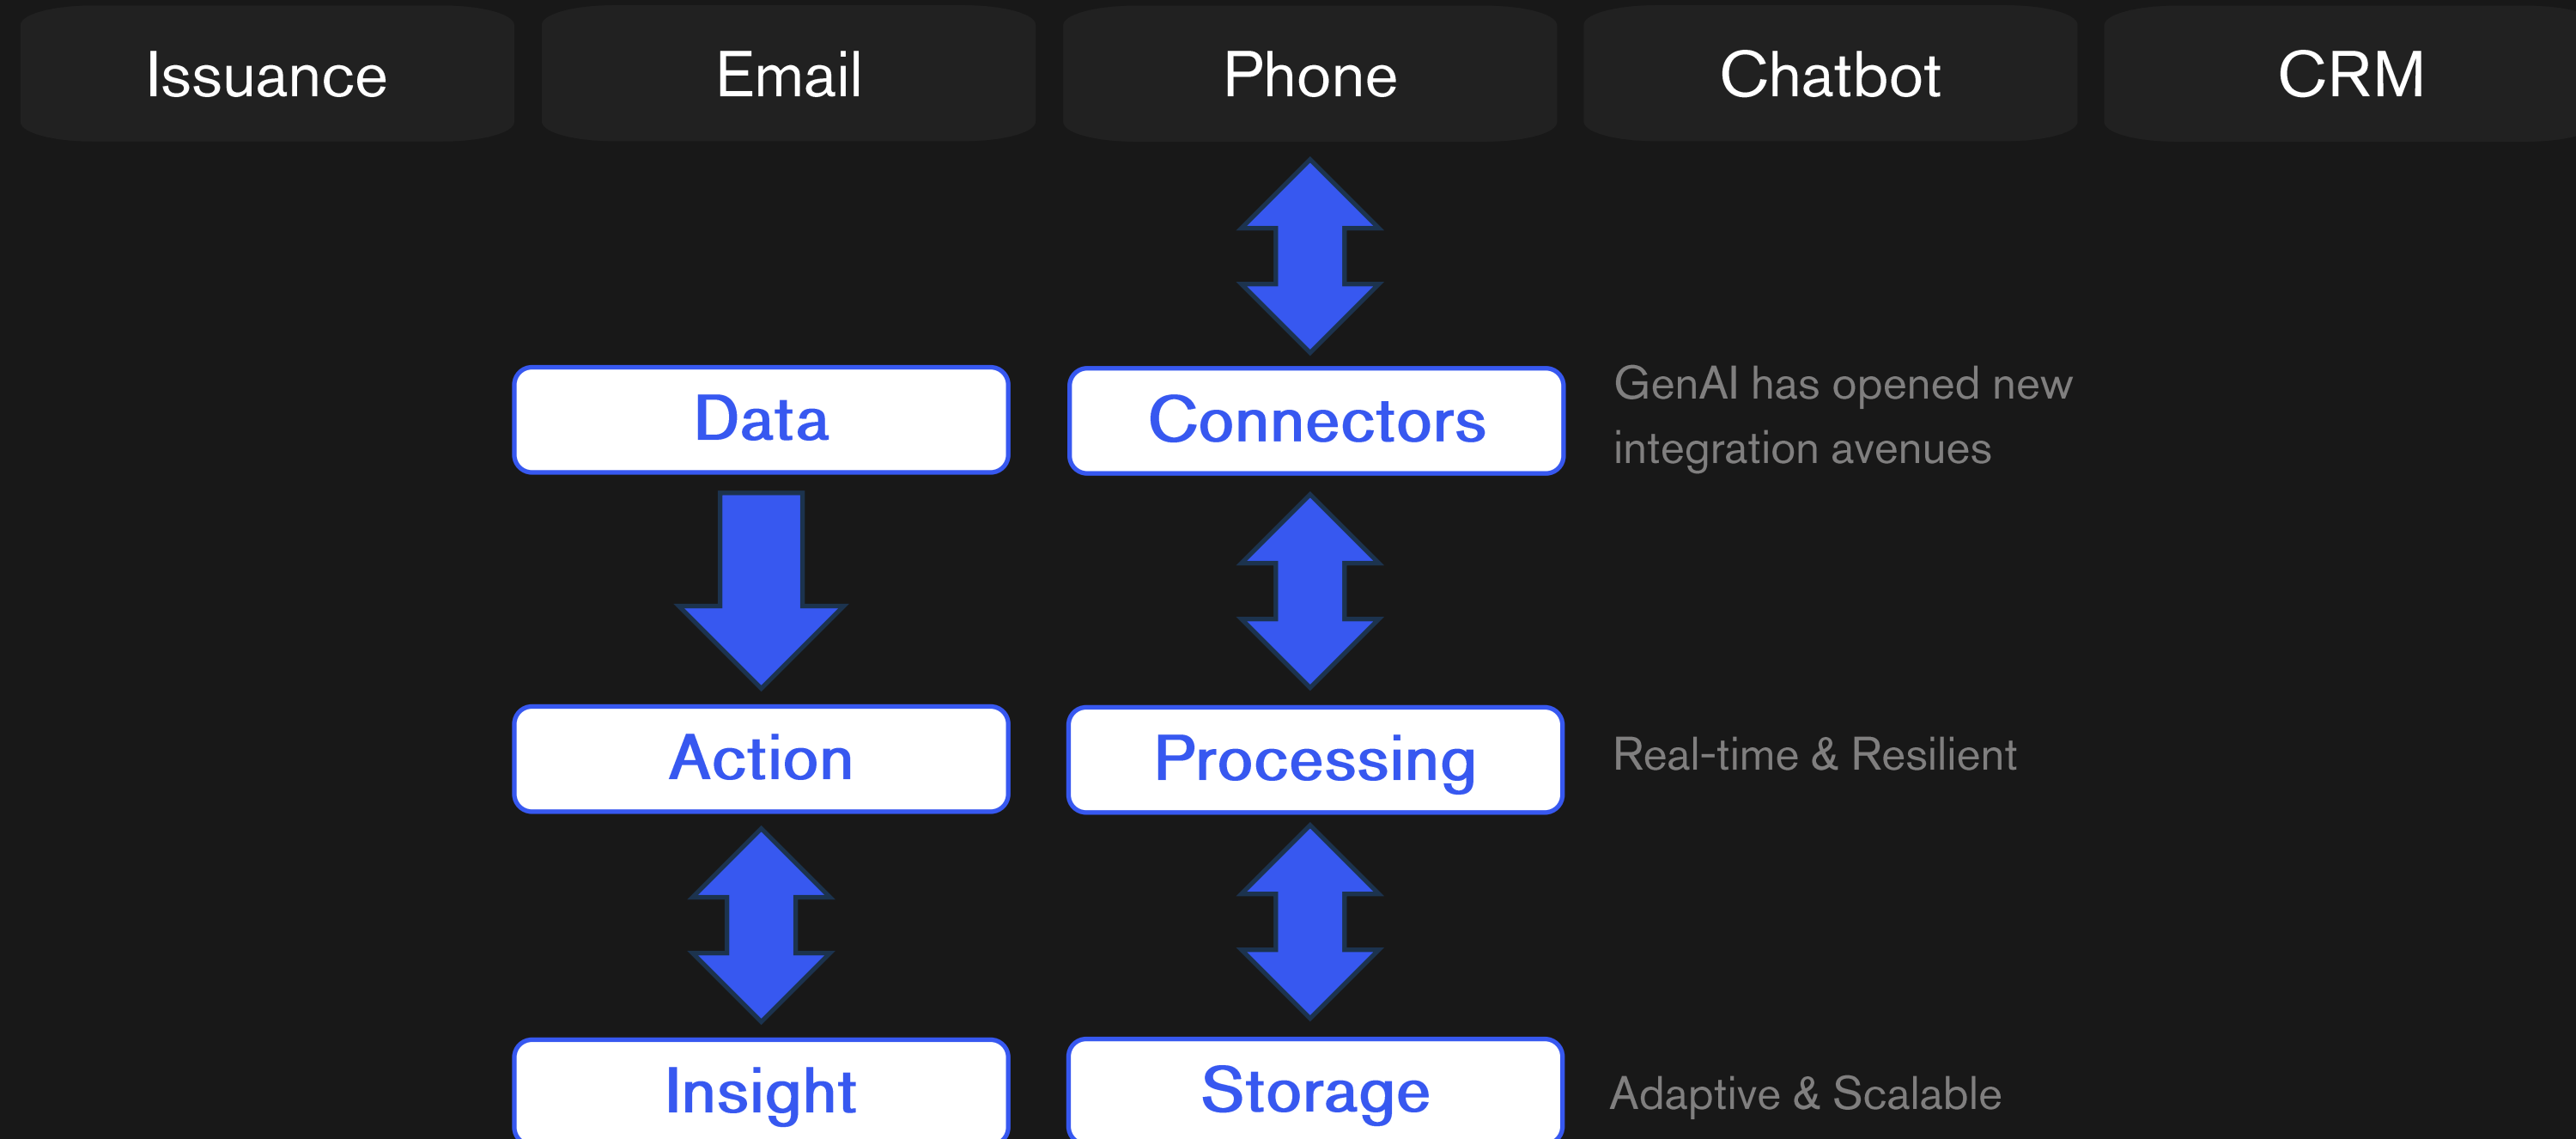 Issuance
Email
Phone
Chatbot
CRM
Data
Connectors
GenAI has opened new
integration avenues
Action
Processing
Real-time & Resilient
Insight
Storage
Adaptive & Scalable